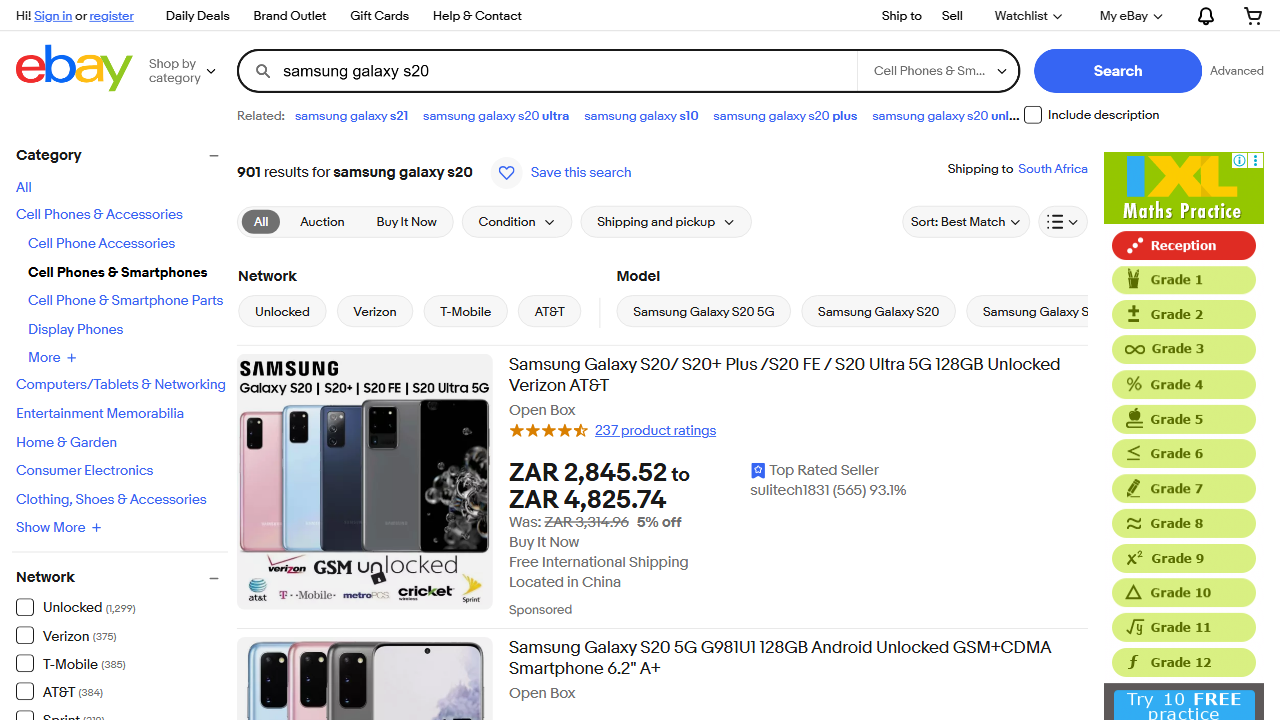 Hi! Sign in or register
Daily Deals
Brand Outlet
Gift Cards
Help & Contact
Ship to
Sell
Watchlist
My eBay
ebay
Shop by
category
samsung galaxy s20
Cell Phones & Sm...
Search
Advanced
Related:
samsung galaxy s21
samsung galaxy s20 ultra
samsung galaxy s10
samsung galaxy s20 plus
samsung galaxy s20 unl...
Include description
Category
All
Cell Phones & Accessories
Cell Phone Accessories
Cell Phones & Smartphones
Cell Phone & Smartphone Parts
Display Phones
More +
Computers/Tablets & Networking
Entertainment Memorabilia
Home & Garden
Consumer Electronics
Clothing, Shoes & Accessories
Show More +
Network
Unlocked (1,299)
Verizon (375)
T-Mobile (385)
AT&T (384)
Sprint (219)
901 results for samsung galaxy s20
Save this search
Shipping to South Africa
All
Auction
Buy It Now
Condition
Shipping and pickup
Sort: Best Match
Network
Unlocked
Verizon
T-Mobile
AT&T
Model
Samsung Galaxy S20 5G
Samsung Galaxy S20
Samsung Galaxy S
SAMSUNG
Galaxy S20 | S20+ | S20 FE | S20 Ultra 5G
SAMSUNG
verizon GSM unlocked
at&t T-Mobile metroPCS cricket wireless Sprint
Samsung Galaxy S20/ S20+ Plus /S20 FE / S20 Ultra 5G 128GB Unlocked
Verizon AT&T
Open Box
237 product ratings
ZAR 2,845.52 to
ZAR 4,825.74
Was: ZAR 3,314.96 5% off
Buy It Now
Free International Shipping
Located in China
Sponsored
Top Rated Seller
sulitech1831 (565) 93.1%
Samsung Galaxy S20 5G G981U1 128GB Android Unlocked GSM+CDMA
Smartphone 6.2" A+
Open Box
IXL
Maths Practice
Reception
Grade 1
Grade 2
Grade 3
% Grade 4
Grade 5
≤ Grade 6
Grade 7
≈ Grade 8
x² Grade 9
Grade 10
√y Grade 11
f Grade 12
Try 10 FREE
practice